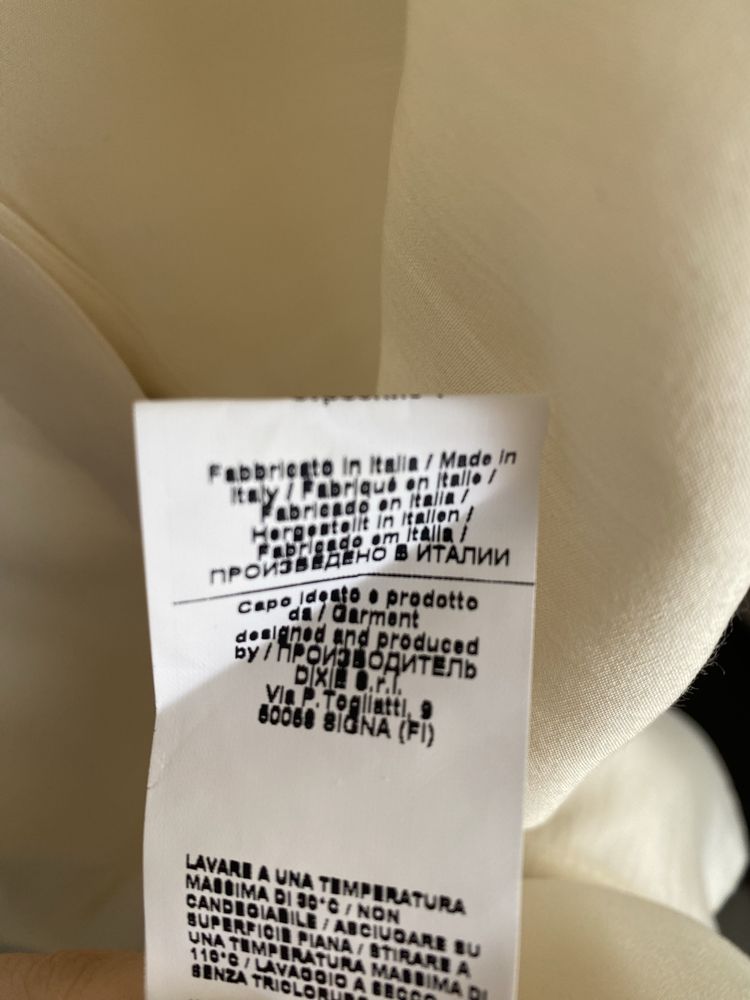 Fabbricato in Italia / Made in
Italy / Fabriqué en Italie /
Fabricado en Italia /
Hergestellt in Italien /
Fabricado em Itália /
ПРОИЗВЕДЕНО В ИТАЛИИ
Capo ideato e prodotto
da / Garment
designed and produced
by / ПРОИЗВОДИТЕЛЬ
DIXIE S.r.l.
Via P. Togliatti, 9
50058 SIGNA (FI)
LAVARE A UNA TEMPERATURA
MASSIMA DI 30°C / NON
CANDEGIABILE / ASCIUGARE SU
SUPERFICIE PIANA / STIRARE A
UNA TEMPERATURA MASSIMA DI
110°C / LAVAGGIO A SECCO
SENZA